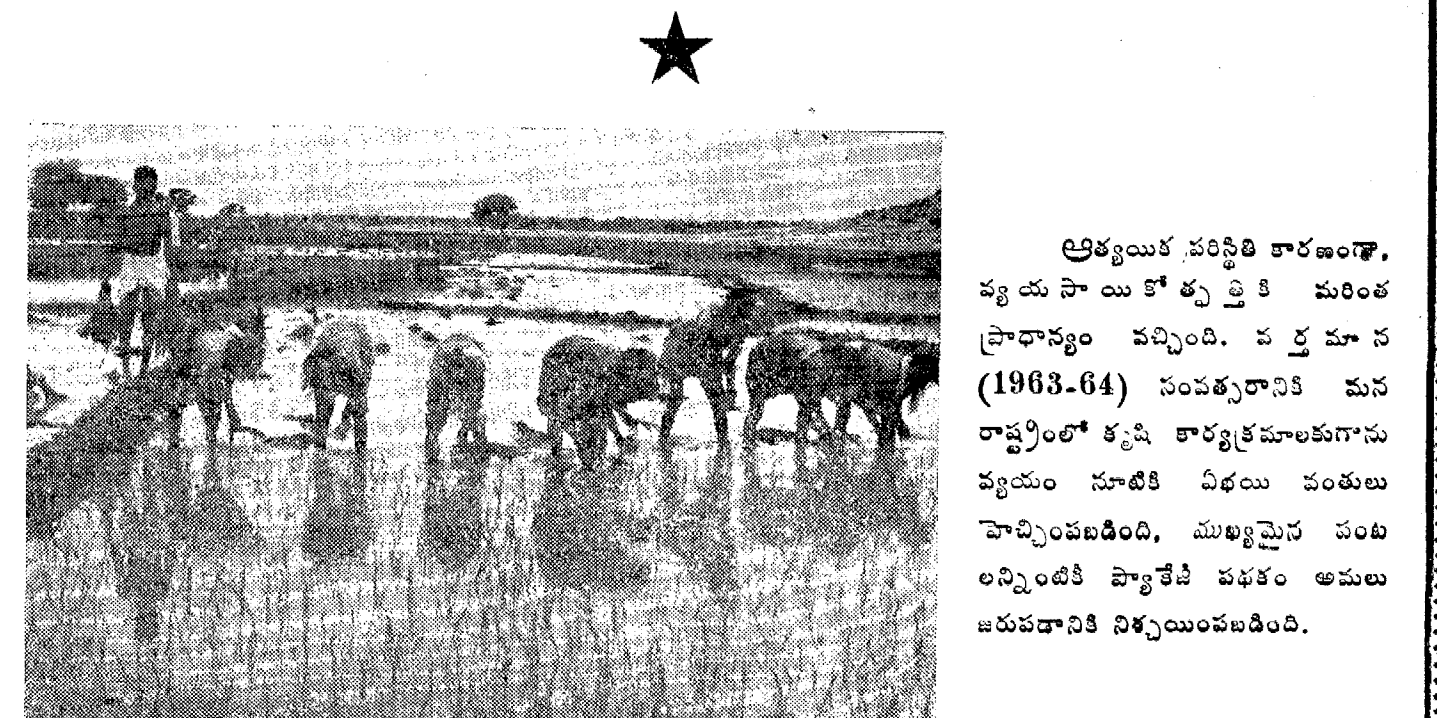 ఆత్యయిక పరిస్థితి కారణంగా,
వ్యయసాయికోత్పత్తికి మరింత
ప్రాధాన్యం వచ్చింది. వర్తమాన
(1963-64) సంవత్సరానికి మన
రాష్ట్రంలో కృషి కార్యక్రమాలకుగాను
వ్యయం నూటికి ఏభయి వంతులు
హెచ్చింపబడింది, ముఖ్యమైన పంట
లన్నింటికీ ప్యాకేజీ పథకం అమలు
జరుపడానికి నిశ్చయింపబడింది.